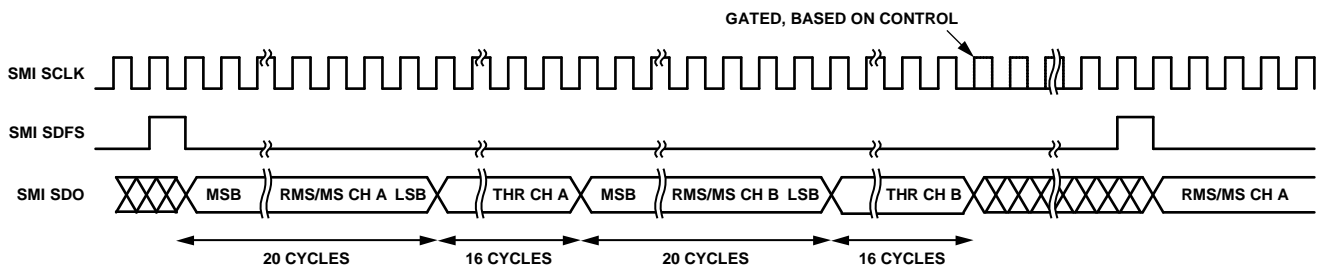 GATED, BASED ON CONTROL
SMI SCLK
SMI SDFS
SMI SDO
MSB
RMS/MS CH A LSB
THR CH A
MSB
RMS/MS CH B LSB
THR CH B
RMS/MS CH A
20 CYCLES
16 CYCLES
20 CYCLES
16 CYCLES